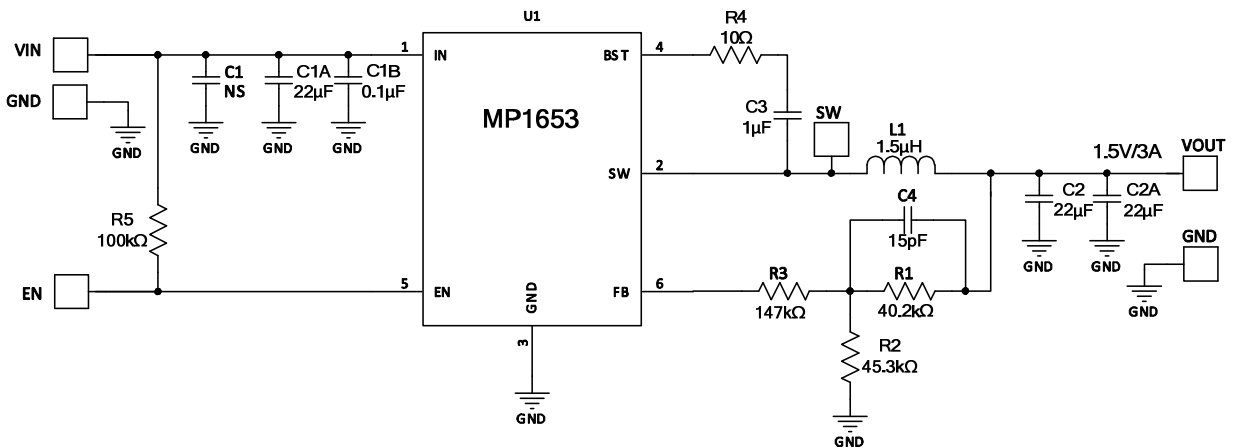 U1
VIN
GND
GND
C1
NS
GND
C1A
22µF
GND
C1B
0.1µF
GND
R5
100kΩ
EN
MP1653
1
IN
5
EN
GND
3
GND
BST
4
SW
2
FB
6
R4
10Ω
C3
1µF
SW
L1
1.5µH
C4
15pF
R3
147kΩ
R1
40.2kΩ
R2
45.3kΩ
GND
1.5V/3A
VOUT
C2
22µF
GND
C2A
22µF
GND
GND
GND